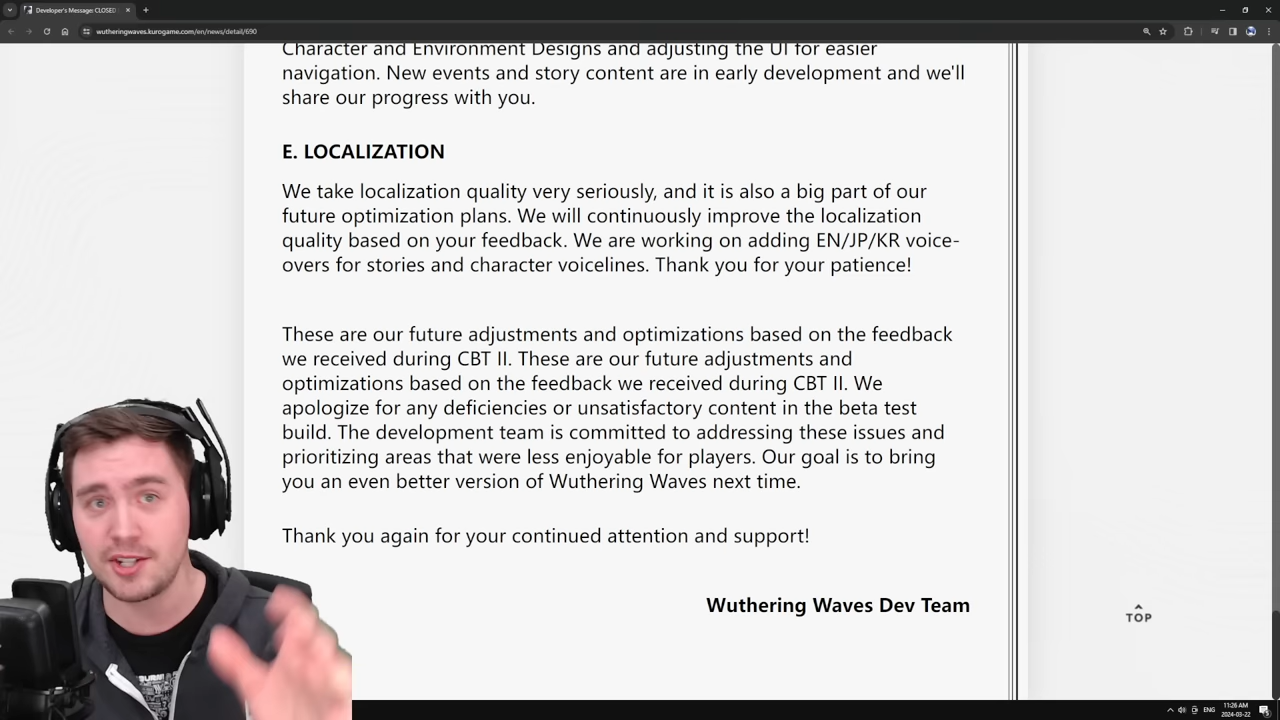 Developer's Message: CLOSED
wutheringwaves.kurogame.com/en/news/detail/690
Character and Environment Designs and adjusting the UI for easier
navigation. New events and story content are in early development and we'll
share our progress with you.
E. LOCALIZATION
We take localization quality very seriously, and it is also a big part of our
future optimization plans. We will continuously improve the localization
quality based on your feedback. We are working on adding EN/JP/KR voice-
overs for stories and character voicelines. Thank you for your patience!
These are our future adjustments and optimizations based on the feedback
we received during CBT II. These are our future adjustments and
optimizations based on the feedback we received during CBT II. We
apologize for any deficiencies or unsatisfactory content in the beta test
build. The development team is committed to addressing these issues and
prioritizing areas that were less enjoyable for players. Our goal is to bring
you an even better version of Wuthering Waves next time.
Thank you again for your continued attention and support!
Wuthering Waves Dev Team
TOP
ENG
11:26 AM
2024-03-22